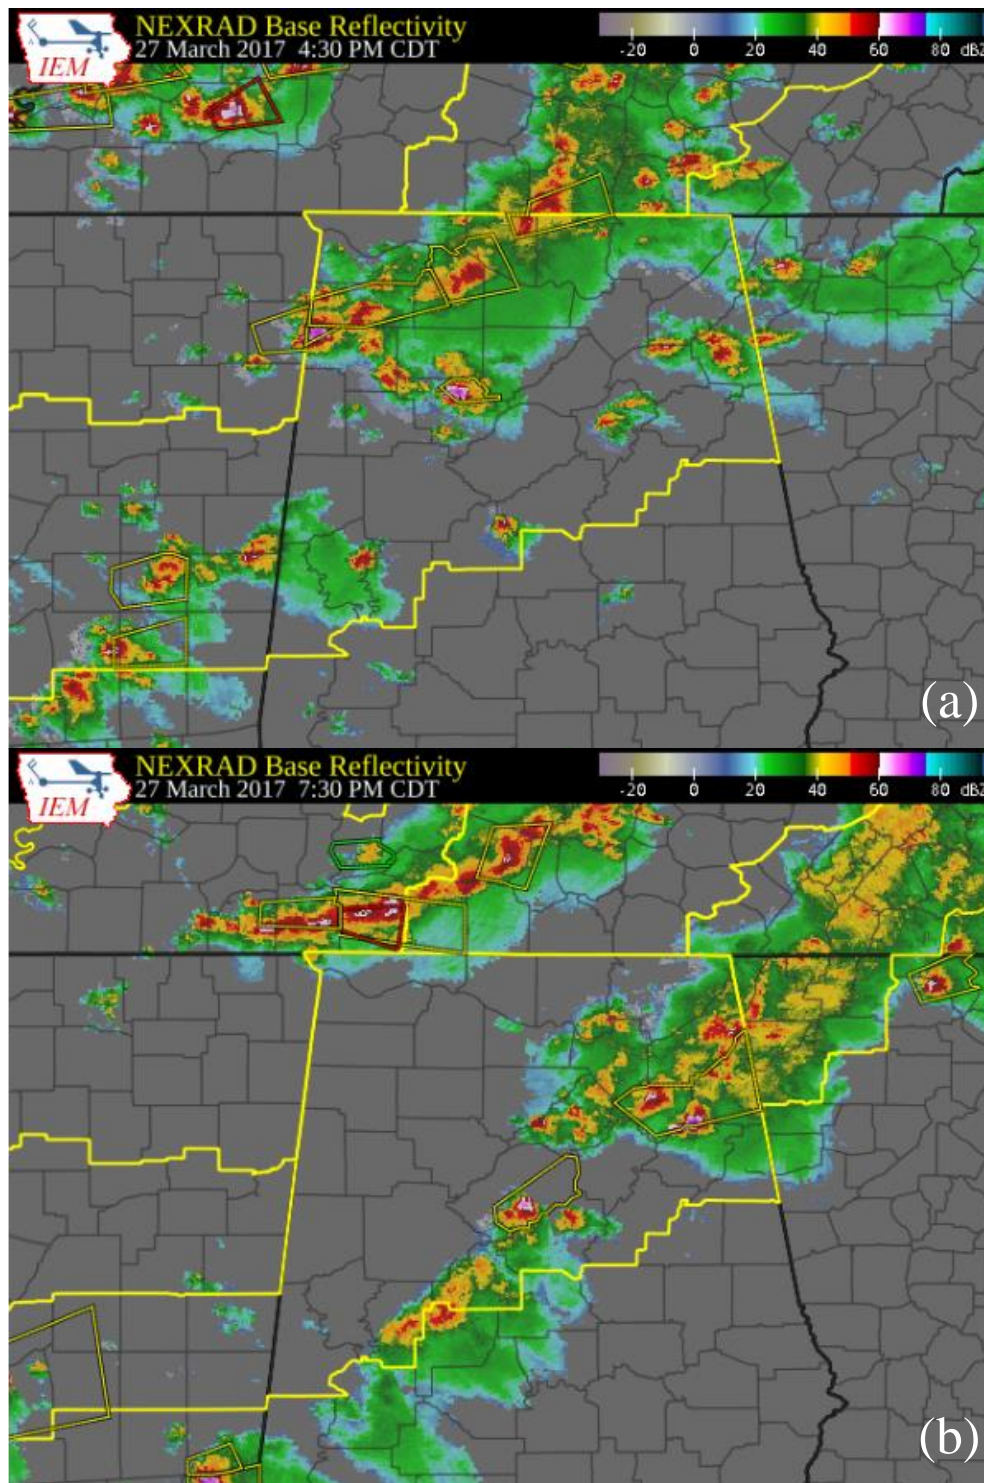 IEM
NEXRAD Base Reflectivity
27 March 2017 4:30 PM CDT
-20 0 20 40 60 80 dBZ
(a)
IEM
NEXRAD Base Reflectivity
27 March 2017 7:30 PM CDT
-20 0 20 40 60 80 dBZ
(b)